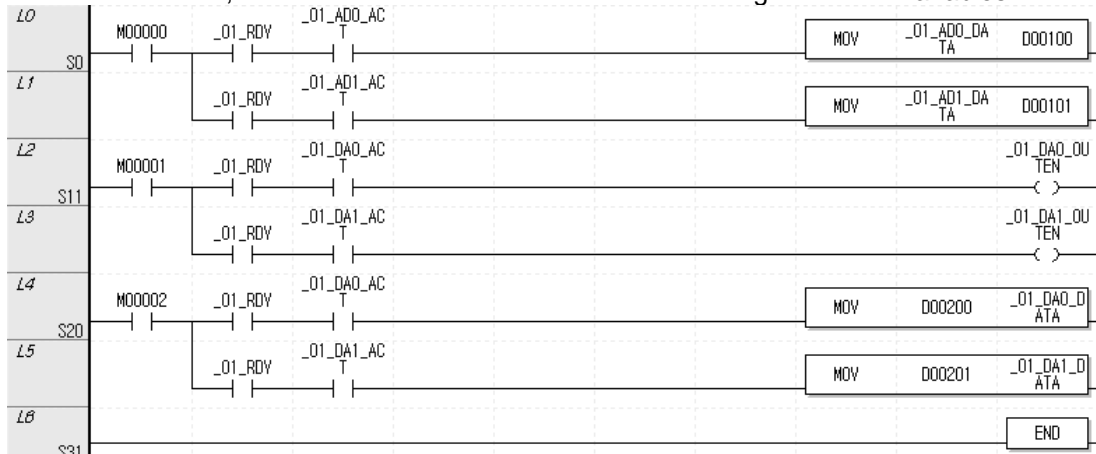 L0
M00000 _01_RDY _01_AD0_AC
T
MOV _01_AD0_DA
TA D00100
S0
L1
_01_RDY _01_AD1_AC
T
MOV _01_AD1_DA
TA D00101
L2
M00001 _01_RDY _01_DA0_AC
T
_01_DA0_OU
TEN
S11
L3
_01_RDY _01_DA1_AC
T
_01_DA1_OU
TEN
L4
M00002 _01_RDY _01_DA0_AC
T
MOV D00200 _01_DA0_D
ATA
S20
L5
_01_RDY _01_DA1_AC
T
MOV D00201 _01_DA1_D
ATA
L6
END
S31